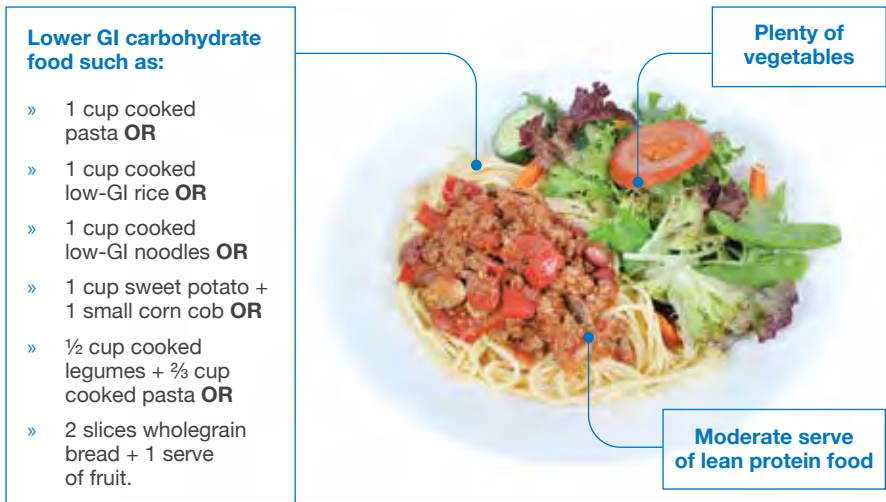 Lower GI carbohydrate
food such as:
» 1 cup cooked
pasta OR
» 1 cup cooked
low-GI rice OR
» 1 cup cooked
low-GI noodles OR
» 1 cup sweet potato +
1 small corn cob OR
» ½ cup cooked
legumes + ⅔ cup
cooked pasta OR
» 2 slices wholegrain
bread + 1 serve
of fruit.
Plenty of
vegetables
Moderate serve
of lean protein food